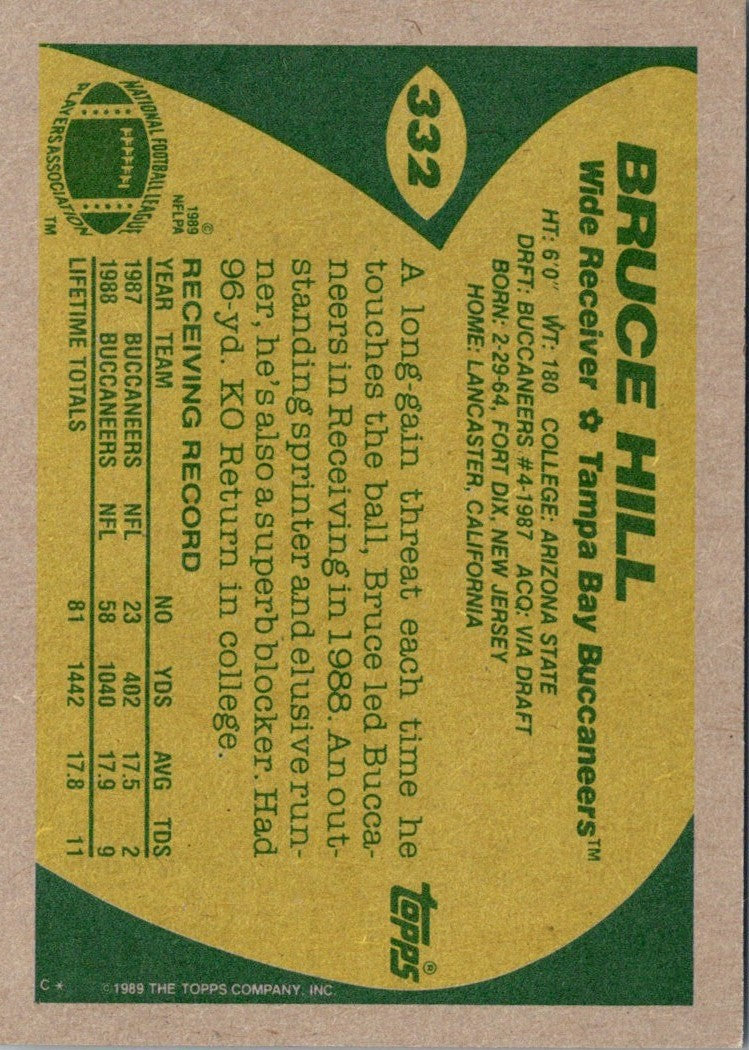 332
BRUCE HILL
Wide Receiver ✿ Tampa Bay Buccaneers™
HT: 6'0" WT: 180 COLLEGE: ARIZONA STATE
DRFT: BUCCANEERS #4-1987 ACQ: VIA DRAFT
BORN: 2-29-64, FORT DIX, NEW JERSEY
HOME: LANCASTER, CALIFORNIA
A long-gain threat each time he
touches the ball, Bruce led Bucca-
neers in Receiving in 1988. An out-
standing sprinter and elusive run-
ner, he's also a superb blocker. Had
96-yd. KO Return in college.
topps®
NATIONAL FOOTBALL LEAGUE
PLAYERS ASSOCIATION
TM
©
1989
NFLPA
RECEIVING RECORD
YEAR TEAM NO YDS AVG TDS
1987 BUCCANEERS NFL 23 402 17.5 2
1988 BUCCANEERS NFL 58 1040 17.9 9
LIFETIME TOTALS 81 1442 17.8 11
C *
©1989 THE TOPPS COMPANY, INC.